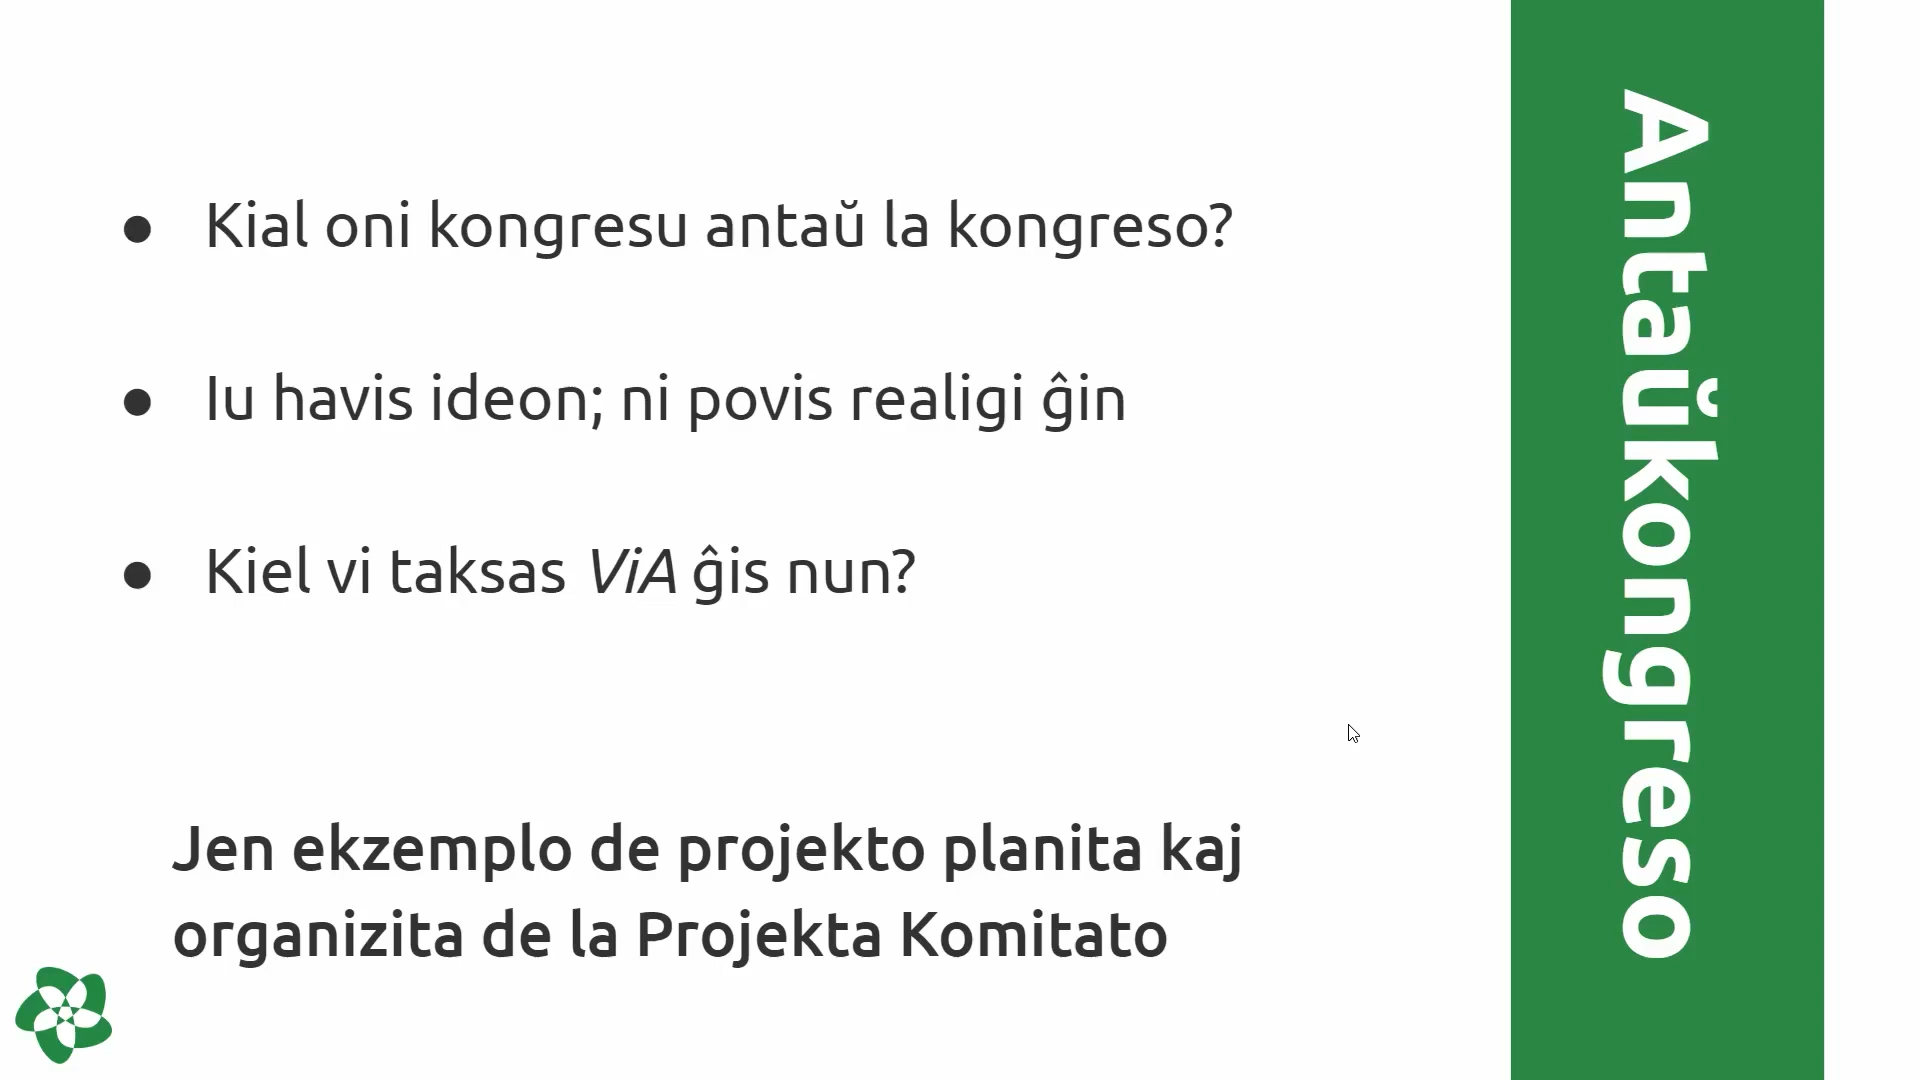 Kial oni kongresu antaŭ la kongreso?
Iu havis ideon; ni povis realigi ĝin
Kiel vi taksas ViA ĝis nun?
Jen ekzemplo de projekto planita kaj
organizita de la Projekta Komitato
Antaŭkongreso